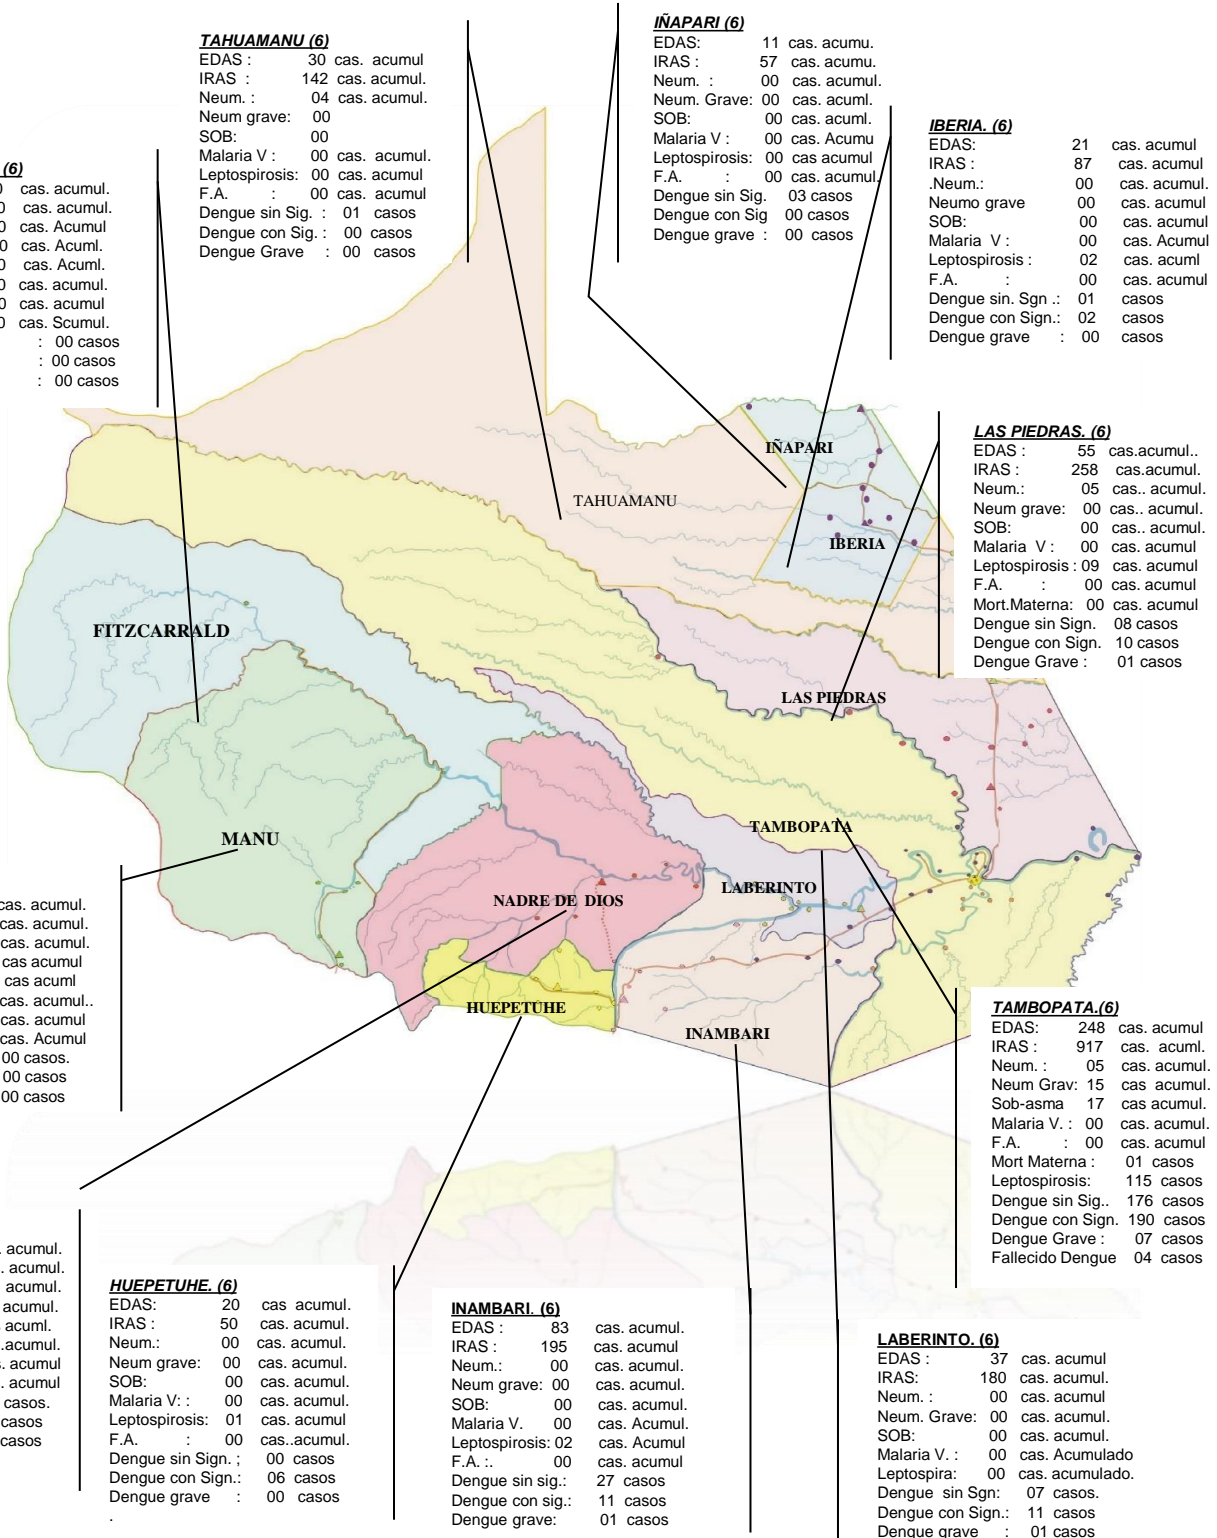 TAHUAMANU (6)
EDAS : 30 cas. acumul
IRAS : 142 cas. acumul.
Neum. : 04 cas. acumul.
Neum grave: 00
SOB: 00
Malaria V : 00 cas. acumul.
Leptospirosis: 00 cas. acumul
F.A. : 00 cas. acumul
Dengue sin Sig. : 01 casos
Dengue con Sig. : 00 casos
Dengue Grave : 00 casos
IÑAPARI (6)
EDAS: 11 cas. acumu.
IRAS : 57 cas. acumu.
Neum. : 00 cas. acumul.
Neum. Grave: 00 cas. acuml.
SOB: 00 cas. acuml.
Malaria V : 00 cas. Acumu
Leptospirosis: 00 cas acumul
F.A. : 00 cas. acumul.
Dengue sin Sig. 03 casos
Dengue con Sig 00 casos
Dengue grave : 00 casos
IBERIA. (6)
EDAS: 21 cas. acumul
IRAS : 87 cas. acumul
.Neum.: 00 cas. acumul.
Neumo grave 00 cas. acumul
SOB: 00 cas. acumul
Malaria V : 00 cas. Acumul
Leptospirosis : 02 cas. acuml
F.A. : 00 cas. acumul
Dengue sin. Sgn .: 01 casos
Dengue con Sign.: 02 casos
Dengue grave : 00 casos
(6)
0 cas. acumul.
0 cas. acumul.
0 cas. Acumul
0 cas. Acuml.
0 cas. Acuml.
0 cas. acumul.
0 cas. acumul
0 cas. Scumul.
: 00 casos
: 00 casos
: 00 casos
LAS PIEDRAS. (6)
EDAS : 55 cas.acumul..
IRAS : 258 cas.acumul.
Neum.: 05 cas.. acumul.
Neum grave: 00 cas.. acumul.
SOB: 00 cas.. acumul.
Malaria V : 00 cas. acumul
Leptospirosis : 09 cas. acumul
F.A. : 00 cas. acumul
Mort.Materna: 00 cas. acumul
Dengue sin Sign. 08 casos
Dengue con Sign. 10 casos
Dengue Grave : 01 casos
IÑAPARI
TAHUAMANU
IBERIA
FITZCARRALD
LAS PIEDRAS
TAMBOPATA
MANU
LABERINTO
NADRE DE DIOS
HUEPETUHE
INAMBARI
cas. acumul.
cas. acumul.
cas. acumul.
cas acumul
cas acuml
cas. acumul..
cas. acumul
cas. Acumul
00 casos.
00 casos
00 casos
TAMBOPATA.(6)
EDAS: 248 cas. acumul
IRAS : 917 cas. acuml.
Neum. : 05 cas. acumul.
Neum Grav: 15 cas acumul.
Sob-asma 17 cas acumul.
Malaria V. : 00 cas. acumul.
F.A. : 00 cas. acumul
Mort Materna : 01 casos
Leptospirosis: 115 casos
Dengue sin Sig.. 176 casos
Dengue con Sign. 190 casos
Dengue Grave : 07 casos
Fallecido Dengue 04 casos
. acumul.
. acumul.
acumul.
acumul.
acuml.
.acumul.
. acumul
. acumul
casos.
casos
casos
HUEPETUHE. (6)
EDAS: 20 cas acumul.
IRAS : 50 cas. acumul.
Neum.: 00 cas. acumul.
Neum grave: 00 cas. acumul.
SOB: 00 cas. acumul.
Malaria V: : 00 cas. acumul.
Leptospirosis: 01 cas. acumul
F.A. : 00 cas..acumul.
Dengue sin Sign. ; 00 casos
Dengue con Sign.: 06 casos
Dengue grave : 00 casos
.
INAMBARI. (6)
EDAS : 83 cas. acumul.
IRAS : 195 cas. acumul
Neum.: 00 cas. acumul.
Neum grave: 00 cas. acumul.
SOB: 00 cas. acumul.
Malaria V. 00 cas. Acumul.
Leptospirosis: 02 cas. Acumul
F.A. :. 00 cas. acumul
Dengue sin sig.: 27 casos
Dengue con sig.: 11 casos
Dengue grave: 01 casos
LABERINTO. (6)
EDAS : 37 cas. acumul
IRAS: 180 cas. acumul.
Neum. : 00 cas. acumul
Neum. Grave: 00 cas. acumul.
SOB: 00 cas. acumul.
Malaria V. : 00 cas. Acumulado
Leptospira: 00 cas. acumulado.
Dengue sin Sgn: 07 casos.
Dengue con Sign.: 11 casos
Dengue grave : 01 casos